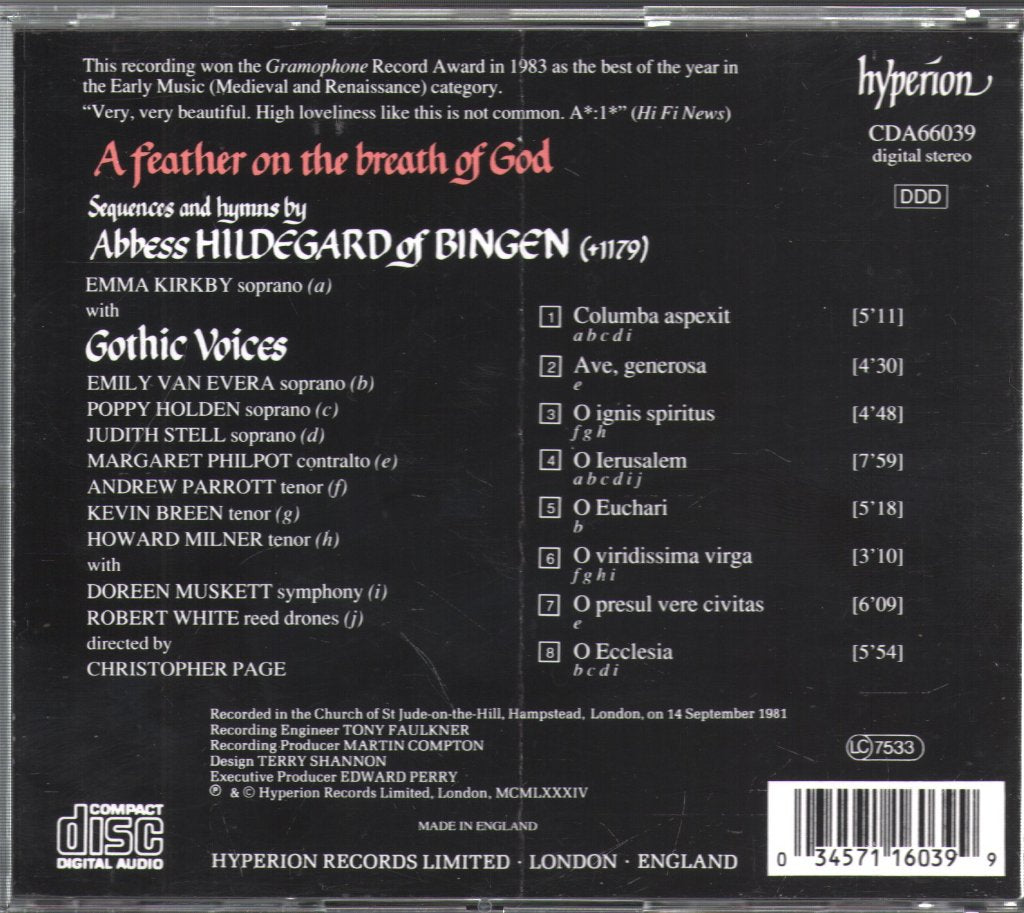 This recording won the Gramophone Record Award in 1983 as the best of the year in
the Early Music (Medieval and Renaissance) category.
“Very, very beautiful. High loveliness like this is not common. A*:1*” (Hi Fi News)
hyperion
CDA66039
digital stereo
DDD
A feather on the breath of God
Sequences and hymns by
Abbess HILDEGARD of BINGEN (+1179)
EMMA KIRKBY soprano (a)
with
Gothic Voices
EMILY VAN EVERA soprano (b)
POPPY HOLDEN soprano (c)
JUDITH STELL soprano (d)
MARGARET PHILPOT contralto (e)
ANDREW PARROTT tenor (f)
KEVIN BREEN tenor (g)
HOWARD MILNER tenor (h)
with
DOREEN MUSKETT symphony (i)
ROBERT WHITE reed drones (j)
directed by
CHRISTOPHER PAGE
1 Columba aspexit [5’11]
a b c d i
2 Ave, generosa [4’30]
e
3 O ignis spiritus [4’48]
f g h
4 O Ierusalem [7’59]
a b c d i j
5 O Euchari [5’18]
b
6 O viridissima virga [3’10]
f g h i
7 O presul vere civitas [6’09]
e
8 O Ecclesia [5’54]
b c d i
Recorded in the Church of St Jude-on-the-Hill, Hampstead, London, on 14 September 1981
Recording Engineer TONY FAULKNER
Recording Producer MARTIN COMPTON
Design TERRY SHANNON
Executive Producer EDWARD PERRY
℗ & © Hyperion Records Limited, London, MCMLXXXIV
LC 7533
MADE IN ENGLAND
COMPACT
disc
DIGITAL AUDIO
HYPERION RECORDS LIMITED · LONDON · ENGLAND
0 34571 16039 9